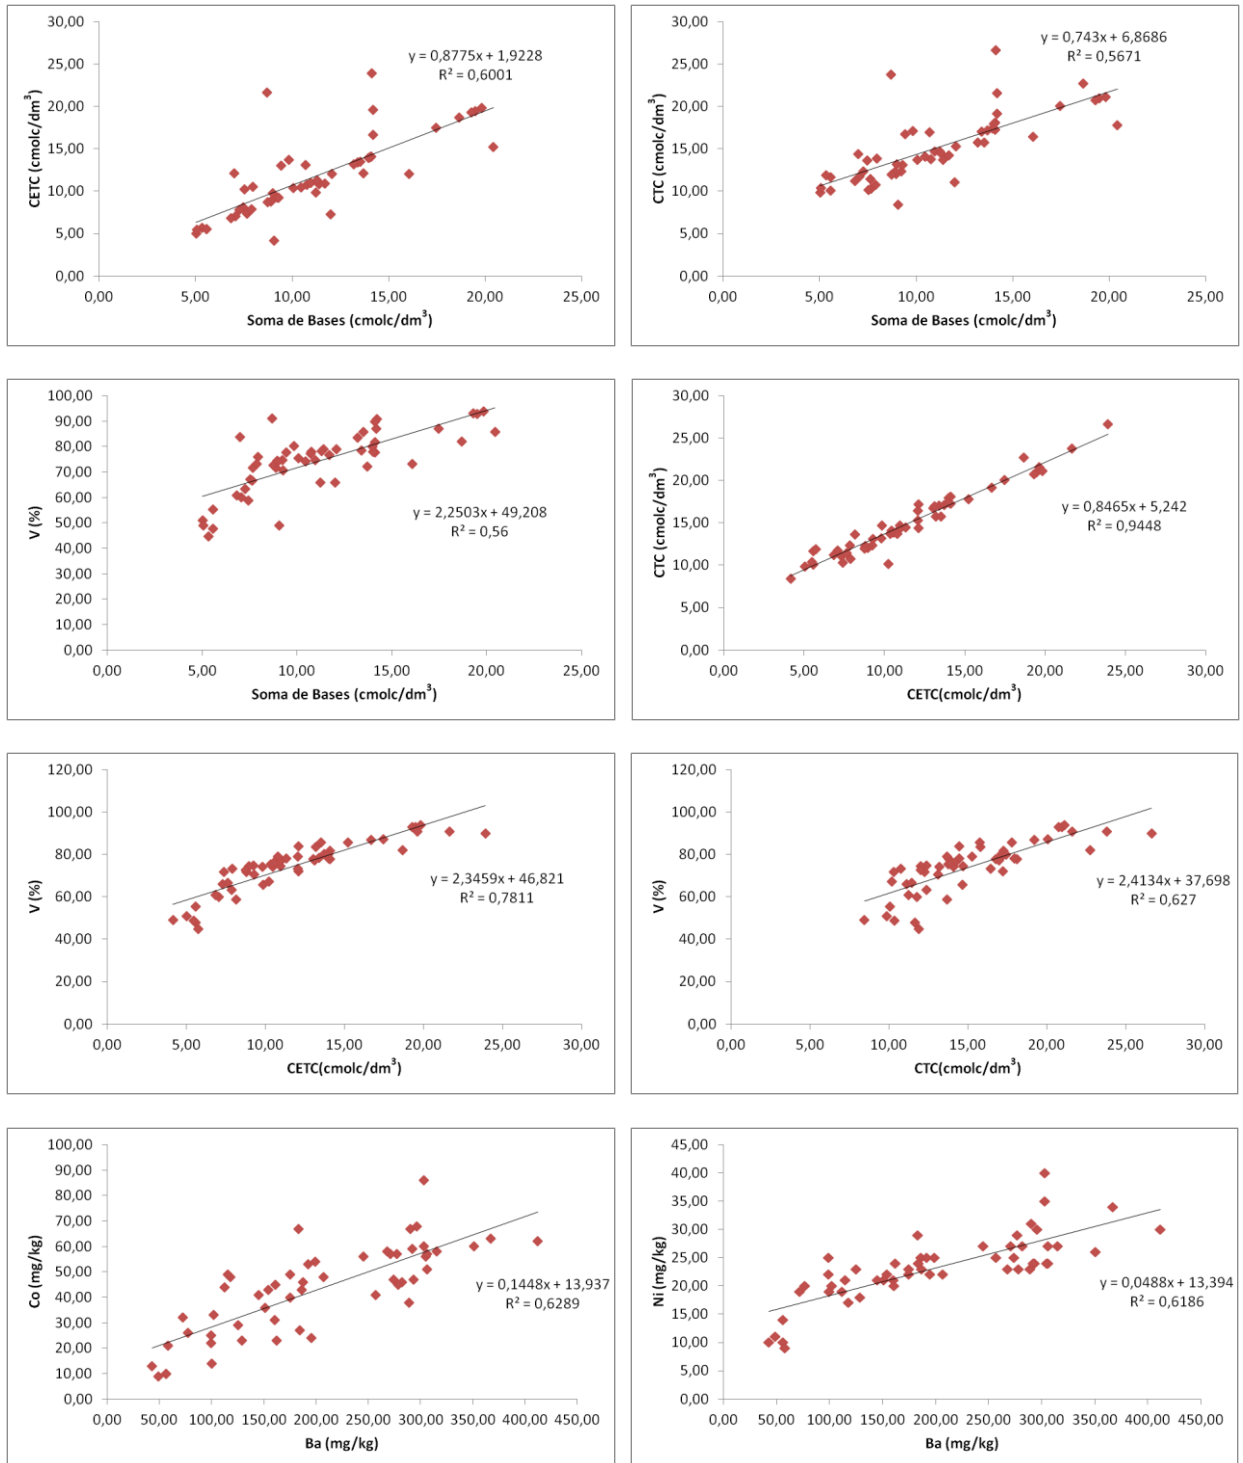 30,00
25,00
20,00
15,00
10,00
5,00
0,00
CETC (cmolc/dm³)
y = 0,8775x + 1,9228
R² = 0,6001
0,00 5,00 10,00 15,00 20,00 25,00
Soma de Bases (cmolc/dm³)
30,00
25,00
20,00
15,00
10,00
5,00
0,00
CTC (cmolc/dm³)
y = 0,743x + 6,8686
R² = 0,5671
0,00 5,00 10,00 15,00 20,00 25,00
Soma de Bases (cmolc/dm³)
100,00
90,00
80,00
70,00
60,00
50,00
40,00
30,00
20,00
10,00
0,00
V (%)
y = 2,2503x + 49,208
R² = 0,56
0,00 5,00 10,00 15,00 20,00 25,00
Soma de Bases (cmolc/dm³)
30,00
25,00
20,00
15,00
10,00
5,00
0,00
CTC (cmolc/dm³)
y = 0,8465x + 5,242
R² = 0,9448
0,00 5,00 10,00 15,00 20,00 25,00 30,00
CETC(cmolc/dm³)
120,00
100,00
80,00
60,00
40,00
20,00
0,00
V (%)
y = 2,3459x + 46,821
R² = 0,7811
0,00 5,00 10,00 15,00 20,00 25,00 30,00
CETC(cmolc/dm³)
120,00
100,00
80,00
60,00
40,00
20,00
0,00
V (%)
y = 2,4134x + 37,698
R² = 0,627
0,00 5,00 10,00 15,00 20,00 25,00 30,00
CTC(cmolc/dm³)
100,00
90,00
80,00
70,00
60,00
50,00
40,00
30,00
20,00
10,00
0,00
Co (mg/kg)
y = 0,1448x + 13,937
R² = 0,6289
0,00 50,00 100,00 150,00 200,00 250,00 300,00 350,00 400,00 450,00
Ba (mg/kg)
45,00
40,00
35,00
30,00
25,00
20,00
15,00
10,00
5,00
0,00
Ni (mg/kg)
y = 0,0488x + 13,394
R² = 0,6186
0,00 50,00 100,00 150,00 200,00 250,00 300,00 350,00 400,00 450,00
Ba (mg/kg)